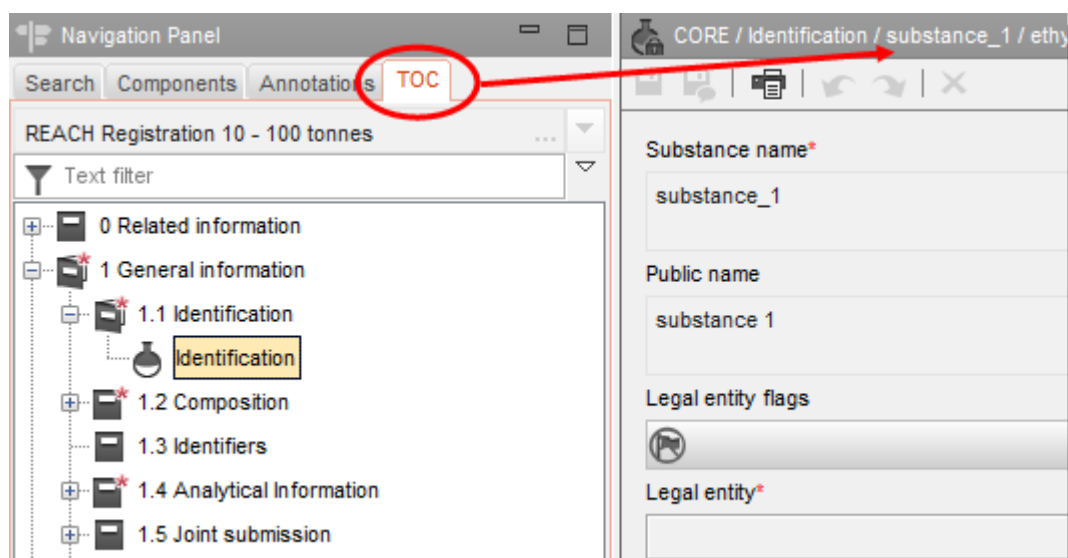 Navigation Panel
Search Components Annotations TOC
REACH Registration 10 - 100 tonnes ...
Text filter
0 Related information
1 General information
1.1 Identification
Identification
1.2 Composition
1.3 Identifiers
1.4 Analytical Information
1.5 Joint submission
CORE / Identification / substance_1 / ethy
Substance name*
substance_1
Public name
substance 1
Legal entity flags
Legal entity*